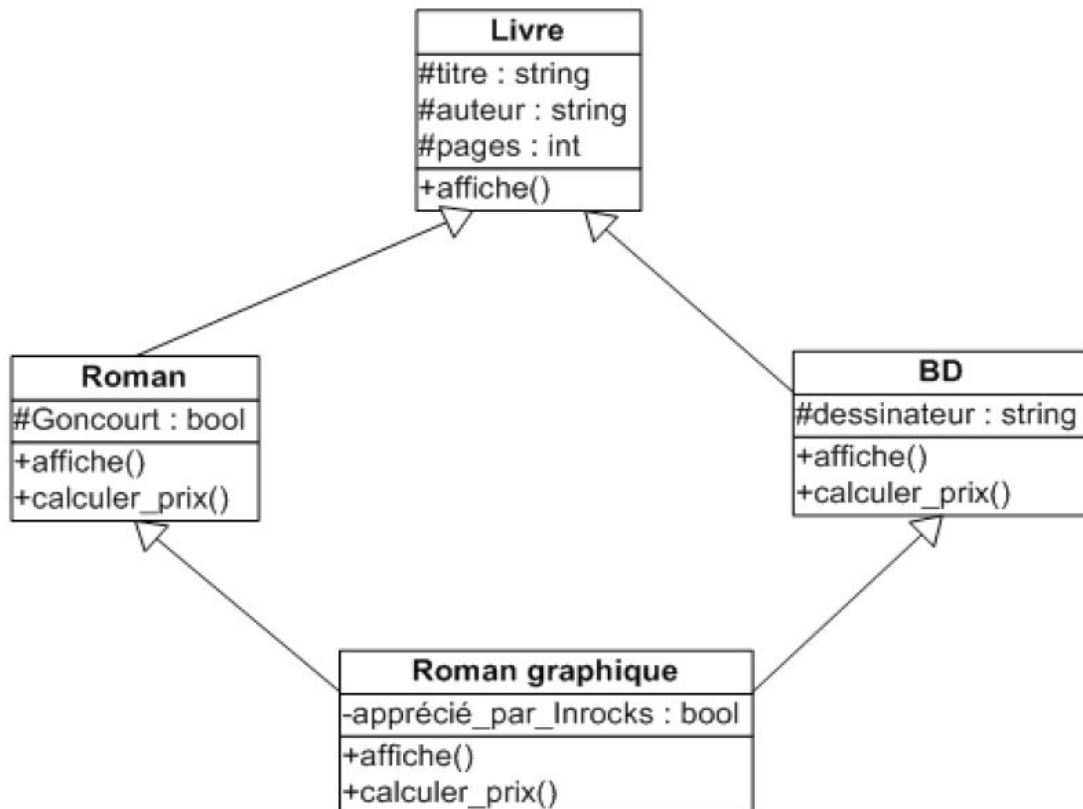 Livre
#titre : string
#auteur : string
#pages : int
+affiche()
Roman
#Goncourt : bool
+affiche()
+calculer_prix()
BD
#dessinateur : string
+affiche()
+calculer_prix()
Roman graphique
-apprécié_par_Inrocks : bool
+affiche()
+calculer_prix()